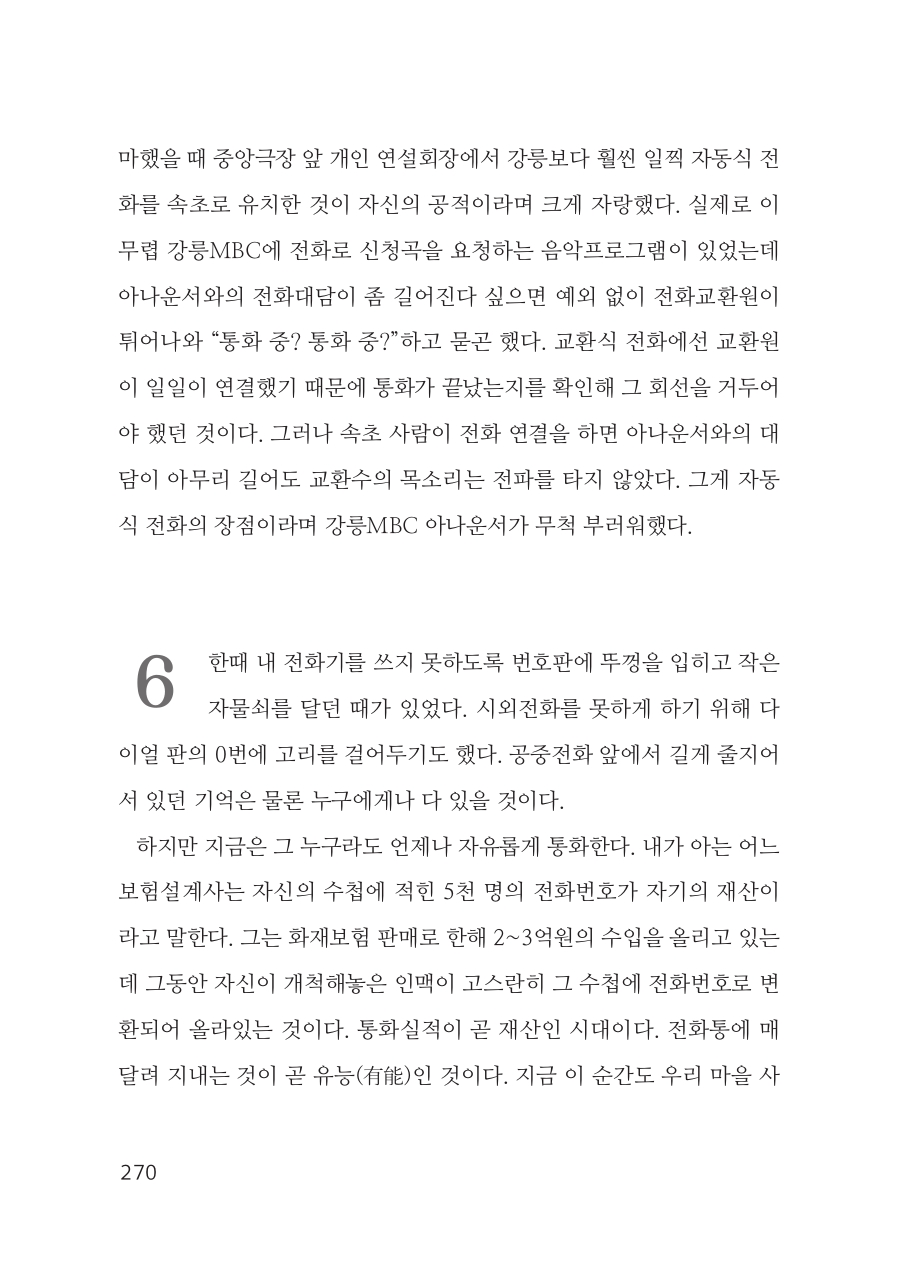 마했을 때 중앙극장 앞 개인 연설회장에서 강릉보다 훨씬 일찍 자동식 전
화를 속초로 유치한 것이 자신의 공적이라며 크게 자랑했다. 실제로 이
무렵 강릉MBC에 전화로 신청곡을 요청하는 음악프로그램이 있었는데
아나운서와의 전화대담이 좀 길어진다 싶으면 예외 없이 전화교환원이
튀어나와 “통화 중? 통화 중?”하고 묻곤 했다. 교환식 전화에선 교환원
이 일일이 연결했기 때문에 통화가 끝났는지를 확인해 그 회선을 거두어
야 했던 것이다. 그러나 속초 사람이 전화 연결을 하면 아나운서와의 대
담이 아무리 길어도 교환수의 목소리는 전파를 타지 않았다. 그게 자동
식 전화의 장점이라며 강릉MBC 아나운서가 무척 부러워했다.
6
한때 내 전화기를 쓰지 못하도록 번호판에 뚜껑을 입히고 작은
자물쇠를 달던 때가 있었다. 시외전화를 못하게 하기 위해 다
이얼 판의 0번에 고리를 걸어두기도 했다. 공중전화 앞에서 길게 줄지어
서 있던 기억은 물론 누구에게나 다 있을 것이다.
하지만 지금은 그 누구라도 언제나 자유롭게 통화한다. 내가 아는 어느
보험설계사는 자신의 수첩에 적힌 5천 명의 전화번호가 자기의 재산이
라고 말한다. 그는 화재보험 판매로 한해 2~3억원의 수입을 올리고 있는
데 그동안 자신이 개척해놓은 인맥이 고스란히 그 수첩에 전화번호로 변
환되어 올라있는 것이다. 통화실적이 곧 재산인 시대이다. 전화통에 매
달려 지내는 것이 곧 유능(有能)인 것이다. 지금 이 순간도 우리 마을 사
270